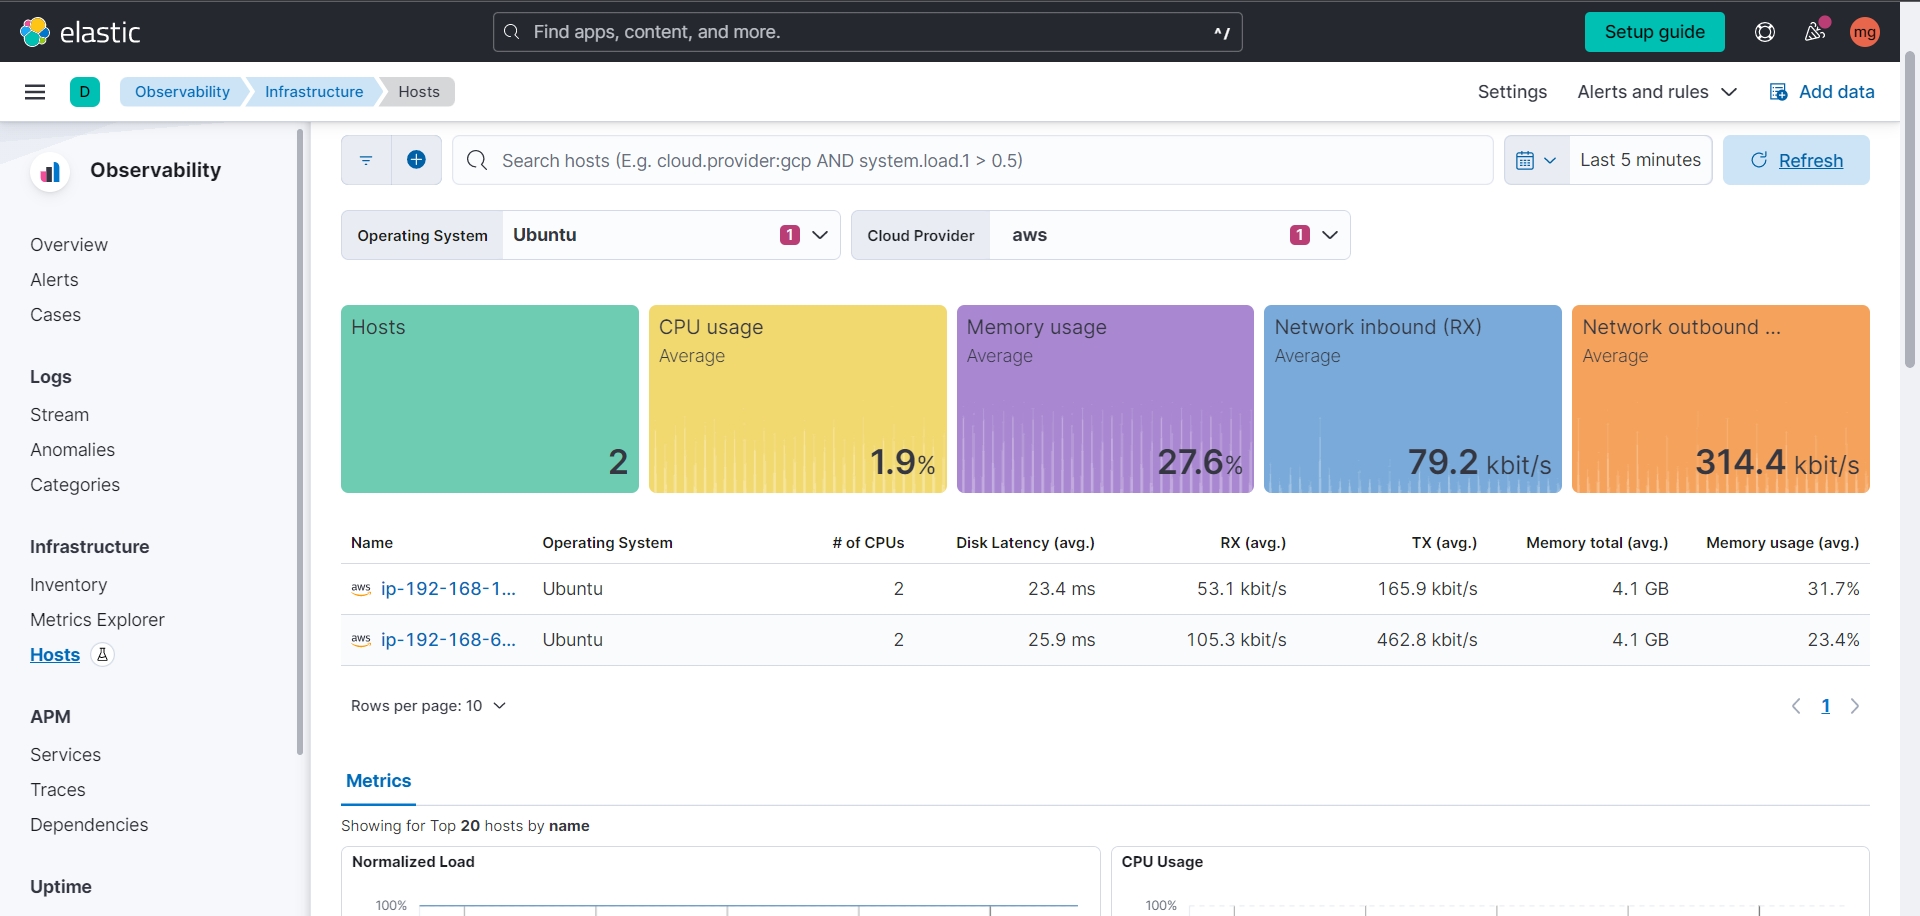 elastic
Find apps, content, and more.
^/
Setup guide
mg
D
Observability
Infrastructure
Hosts
Settings
Alerts and rules
Add data
Observability
Overview
Alerts
Cases
Logs
Stream
Anomalies
Categories
Infrastructure
Inventory
Metrics Explorer
Hosts
APM
Services
Traces
Dependencies
Uptime
Search hosts (E.g. cloud.provider:gcp AND system.load.1 > 0.5)
Last 5 minutes
Refresh
Operating System Ubuntu 1
Cloud Provider aws 1
Hosts
2
CPU usage
Average
1.9%
Memory usage
Average
27.6%
Network inbound (RX)
Average
79.2 kbit/s
Network outbound ...
Average
314.4 kbit/s
Name Operating System # of CPUs Disk Latency (avg.) RX (avg.) TX (avg.) Memory total (avg.) Memory usage (avg.)
aws ip-192-168-1... Ubuntu 2 23.4 ms 53.1 kbit/s 165.9 kbit/s 4.1 GB 31.7%
aws ip-192-168-6... Ubuntu 2 25.9 ms 105.3 kbit/s 462.8 kbit/s 4.1 GB 23.4%
Rows per page: 10
1
Metrics
Showing for Top 20 hosts by name
Normalized Load
100%
CPU Usage
100%